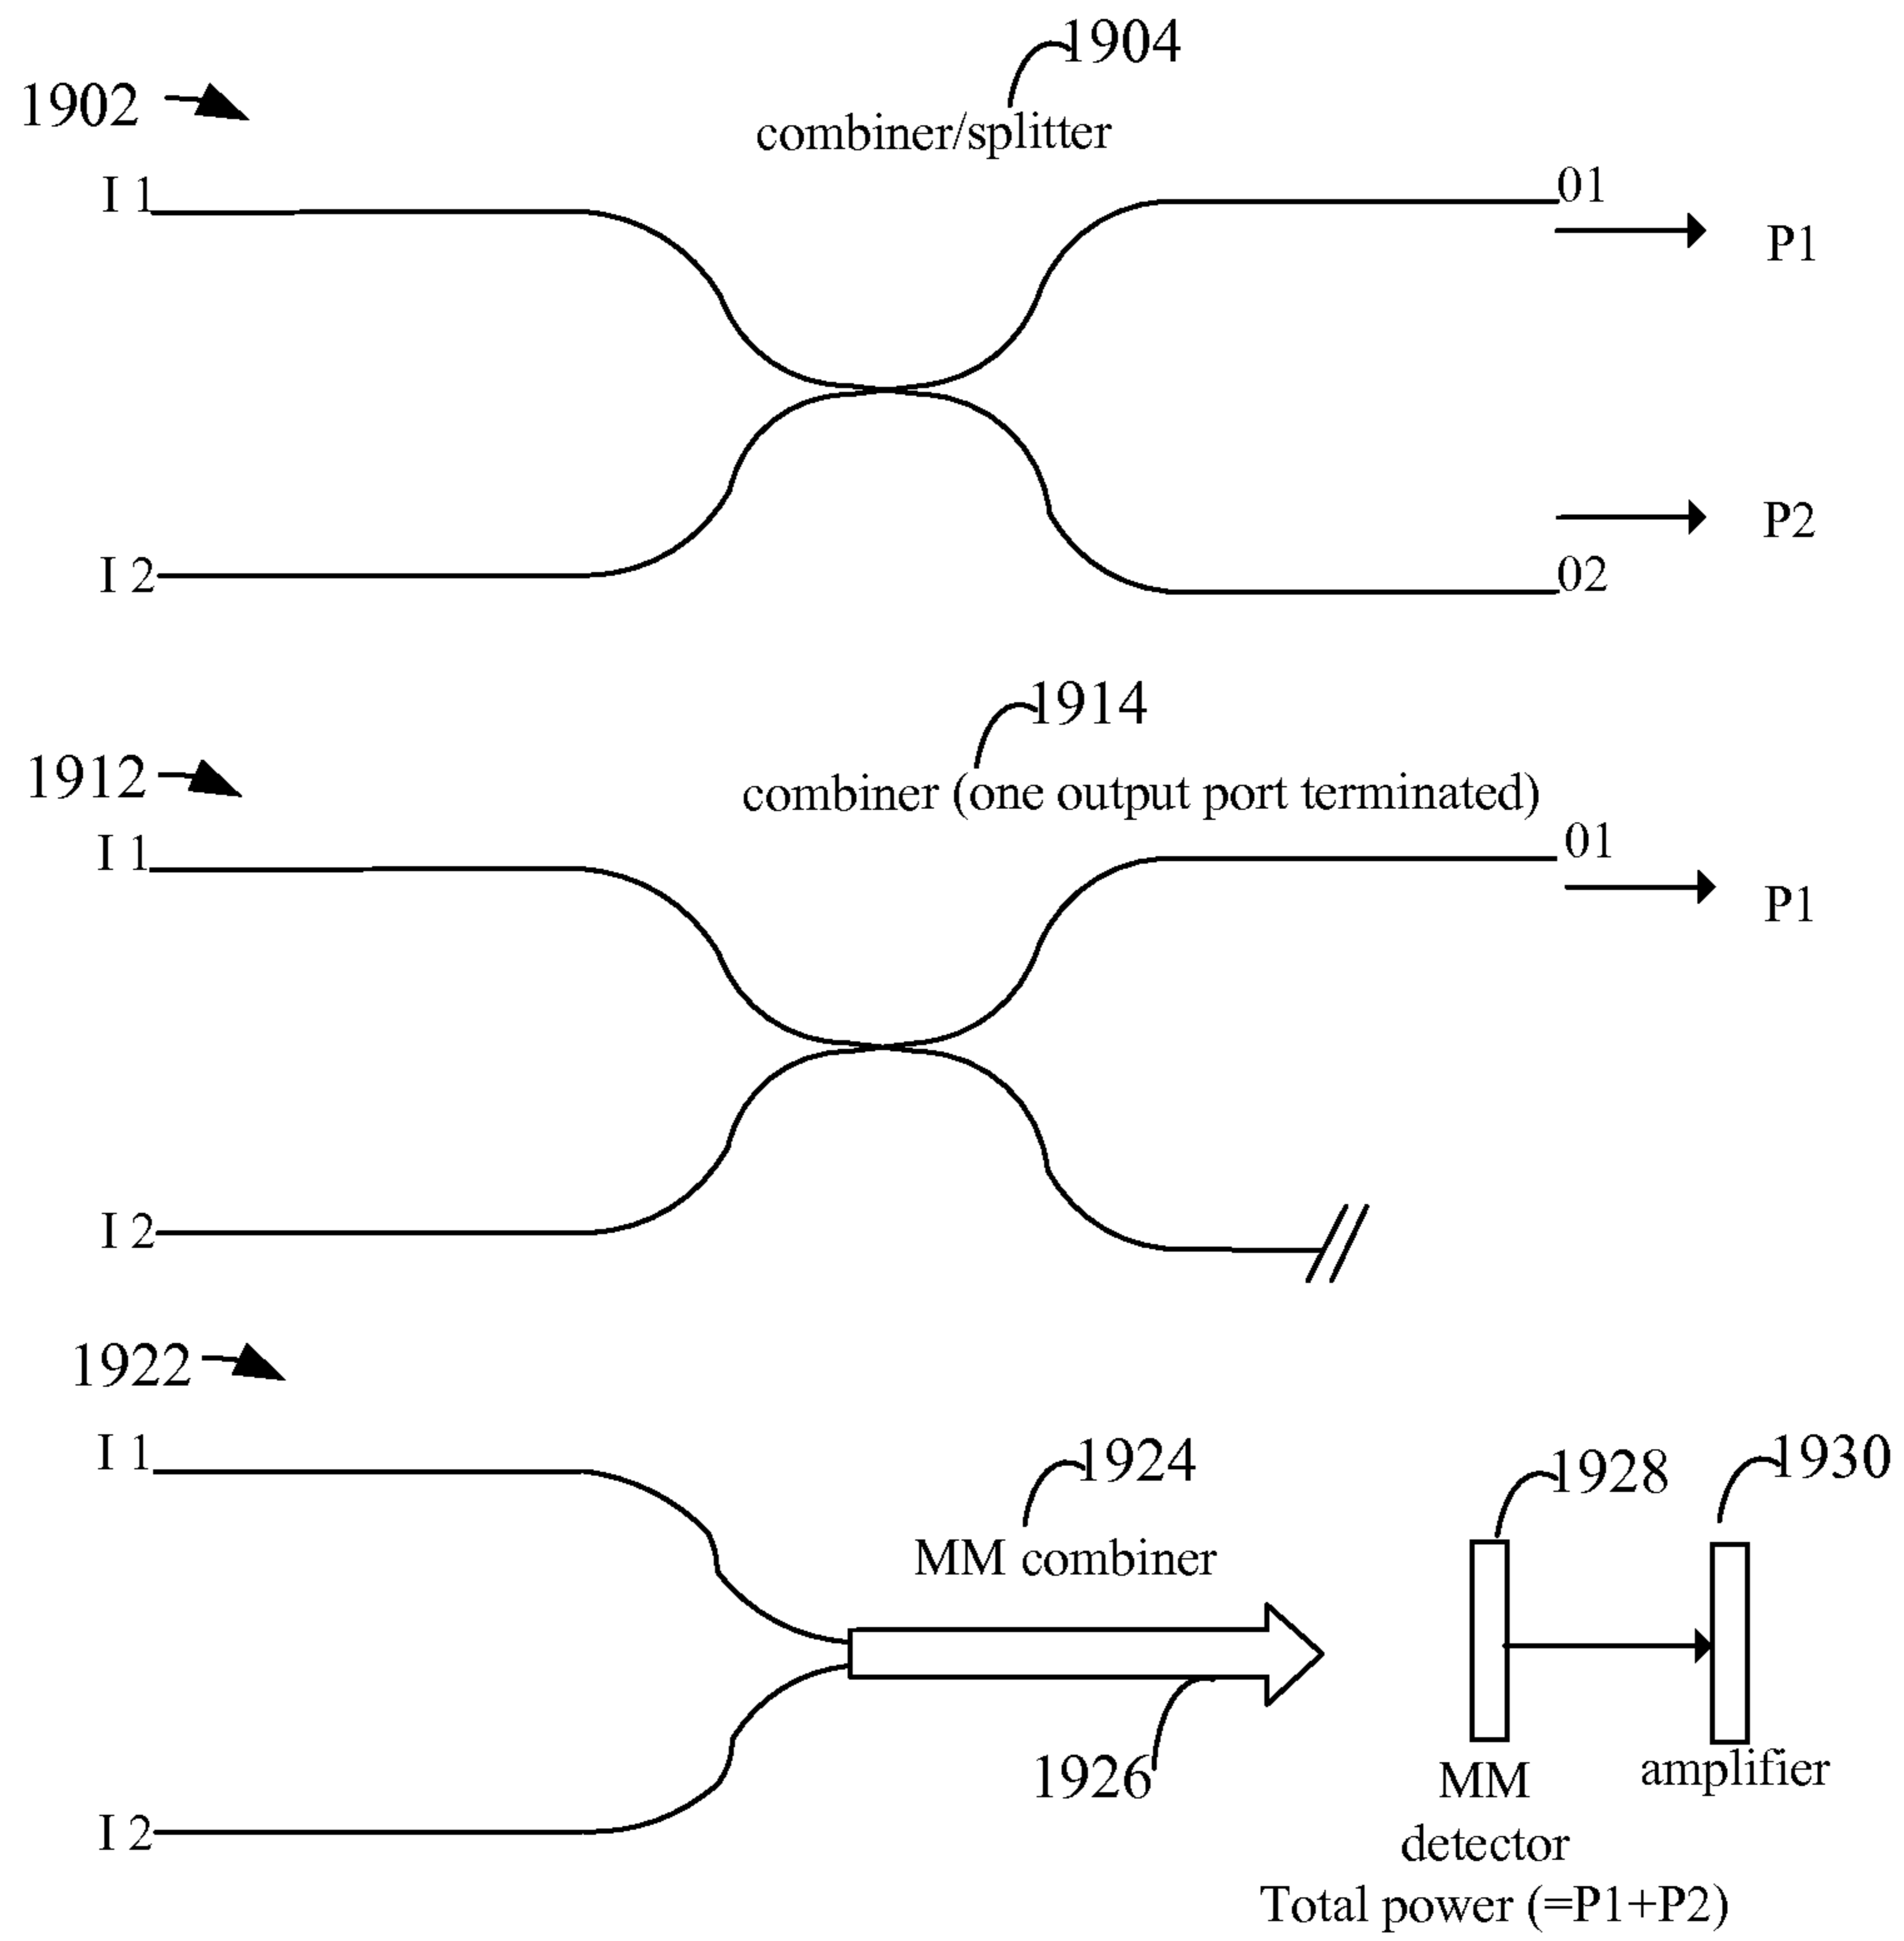 1904
1902
combiner/splitter
I 1
01
P1
P2
I 2
02
1914
1912
combiner (one output port terminated)
I 1
01
P1
I 2
1922
I 1
1924
1928
1930
MM combiner
1926
MM
detector
Total power (=P1+P2)
amplifier
I 2